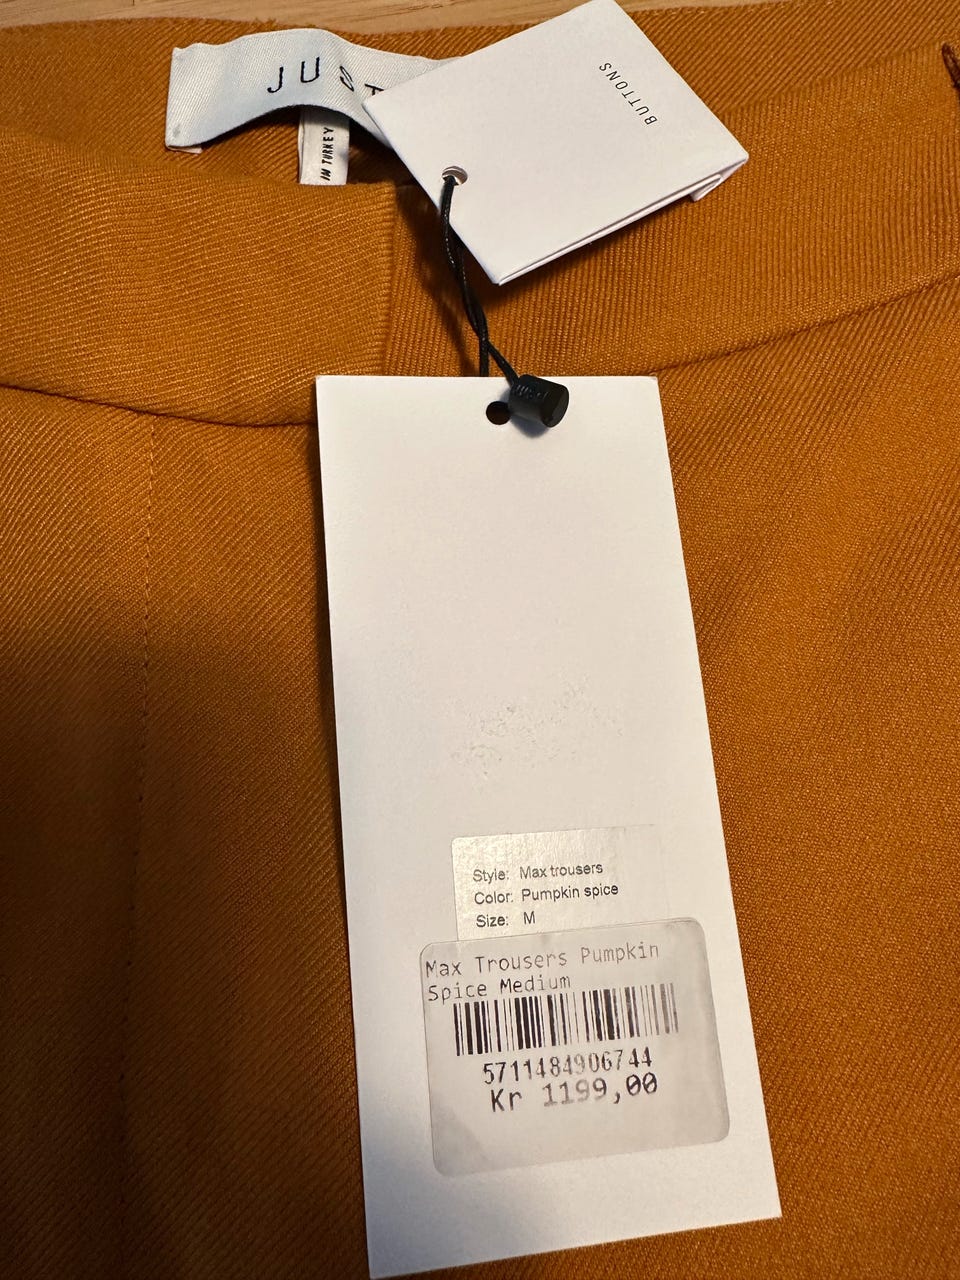 JUST
BUTTONS
IN TURKEY
Style: Max trousers
Color: Pumpkin spice
Size: M
Max Trousers Pumpkin
Spice Medium
5711484906744
Kr 1199,00